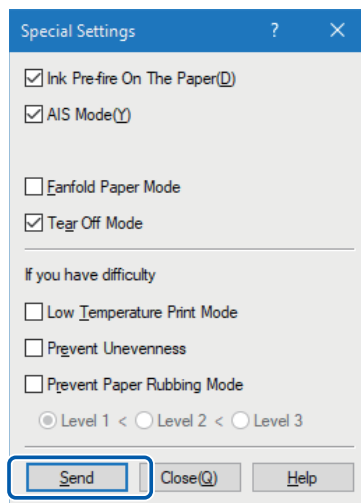 Special Settings ? ×
Ink Pre-fire On The Paper(D)
AIS Mode(Y)
Fanfold Paper Mode
Tear Off Mode
If you have difficulty
Low Temperature Print Mode
Prevent Unevenness
Prevent Paper Rubbing Mode
Level 1 < Level 2 < Level 3
Send Close(Q) Help